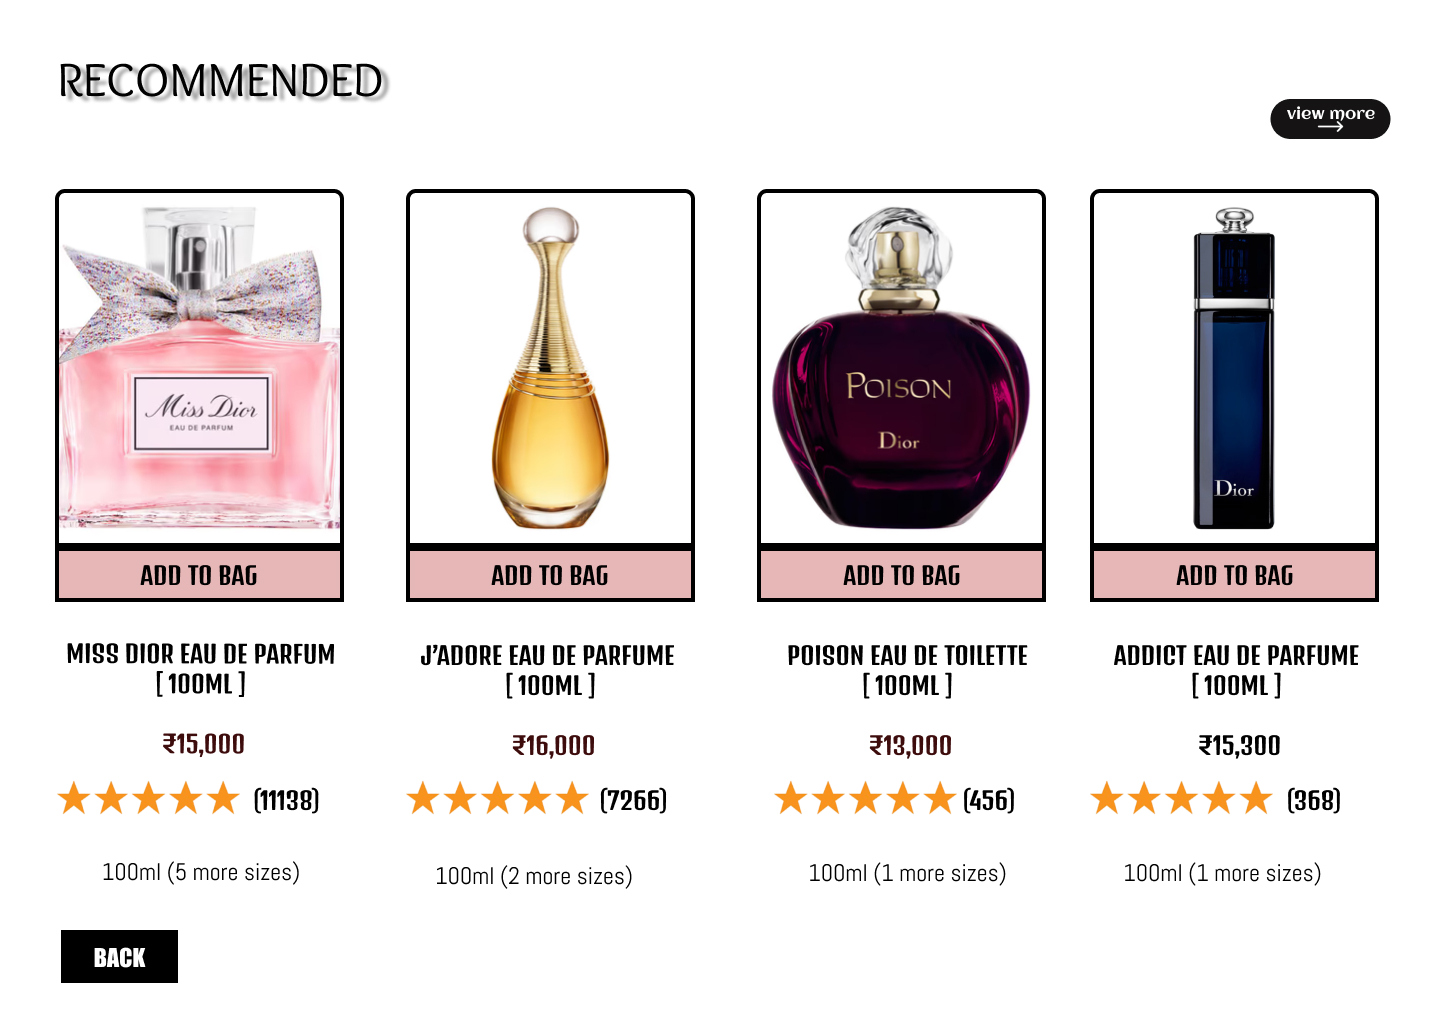 RECOMMENDED
view more
Miss Dior
EAU DE PARFUM
POISON
Dior
Dior
ADD TO BAG
ADD TO BAG
ADD TO BAG
ADD TO BAG
MISS DIOR EAU DE PARFUM
[ 100ML ]
J’ADORE EAU DE PARFUME
[ 100ML ]
POISON EAU DE TOILETTE
[ 100ML ]
ADDICT EAU DE PARFUME
[ 100ML ]
₹15,000
₹16,000
₹13,000
₹15,300
(11138)
(7266)
(456)
(368)
100ml (5 more sizes)
100ml (2 more sizes)
100ml (1 more sizes)
100ml (1 more sizes)
BACK